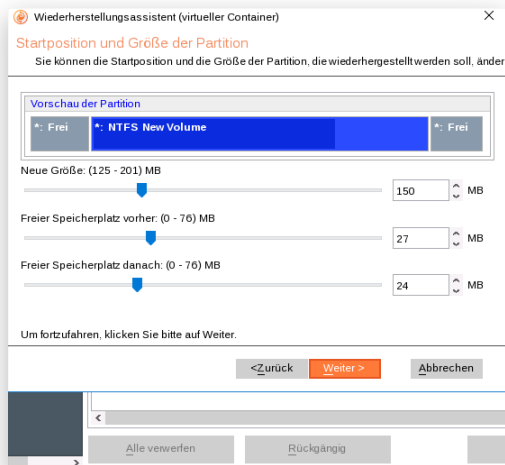 Wiederherstellungsassistent (virtueller Container)
Startposition und Größe der Partition
Sie können die Startposition und die Größe der Partition, die wiederhergestellt werden soll, änder
Vorschau der Partition
*: Frei
*: NTFS New Volume
*: Frei
Neue Größe: (125 - 201) MB
150 MB
Freier Speicherplatz vorher: (0 - 76) MB
27 MB
Freier Speicherplatz danach: (0 - 76) MB
24 MB
Um fortzufahren, klicken Sie bitte auf Weiter.
<Zurück Weiter > Abbrechen
Alle verwerfen Rückgängig